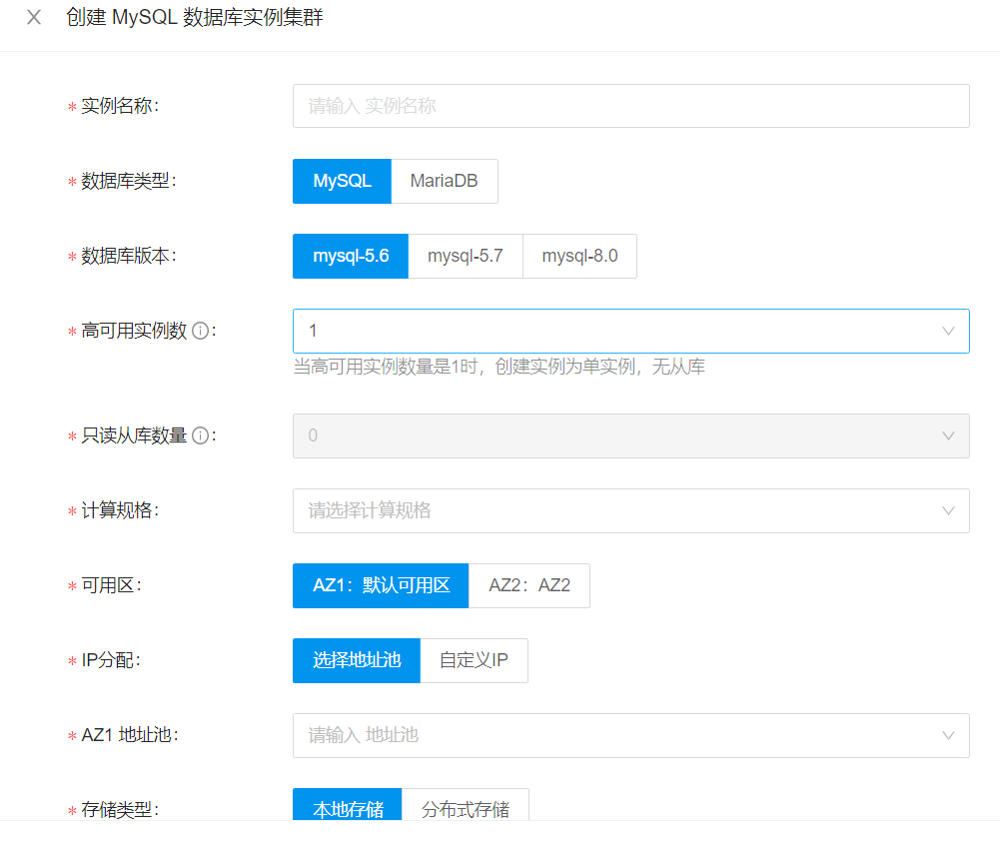 创建 MySQL 数据库实例集群
* 实例名称: 请输入 实例名称
* 数据库类型: MySQL MariaDB
* 数据库版本: mysql-5.6 mysql-5.7 mysql-8.0
* 高可用实例数 ⓘ: 1
当高可用实例数量是1时，创建实例为单实例，无从库
* 只读从库数量 ⓘ: 0
* 计算规格: 请选择计算规格
* 可用区: AZ1：默认可用区 AZ2：AZ2
* IP分配: 选择地址池 自定义IP
* AZ1 地址池: 请输入 地址池
* 存储类型: 本地存储 分布式存储